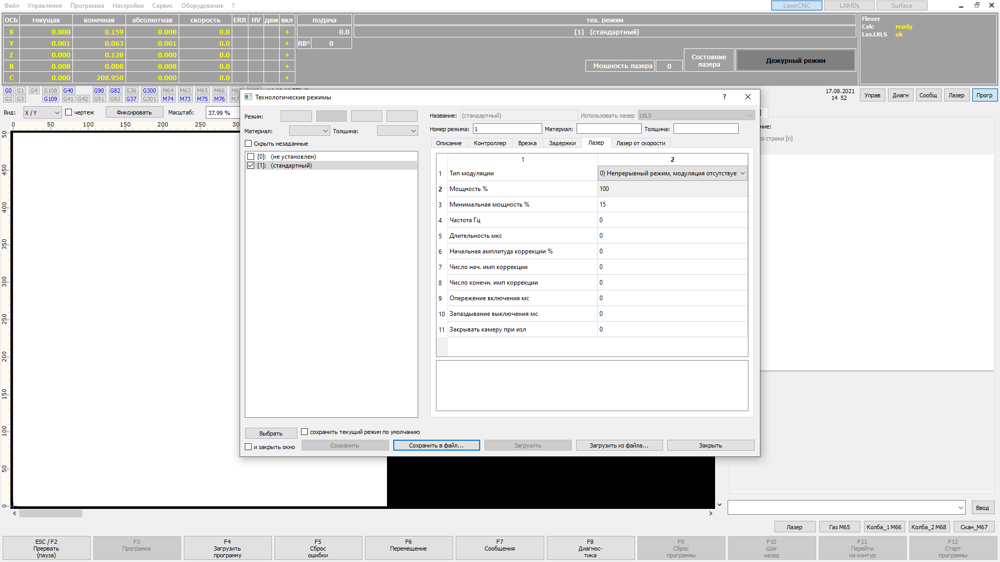 Файл Управление Программа Настройки Сервис Оборудование ? LaserCNC LAMDs Surface
ОСЬ текущая конечная абсолютная скорость ERR HV движ вкл подача тех. режим
X 0.000 0.159 0.000 0.0 + 0.0 [1] (стандартный)
Y 0.001 0.063 0.001 0.0 + RBº 0
Z 0.000 0.128 0.000 0.0 +
B 0.008 0.008 0.008 0.0 +
C 208.950 0.000 0.0 +
Мощность лазера 0
Состояние
лазера
Дежурный режим
Flexer
Calc ready
Las.LKLS ok
G0 G1 G4 G108 G40 G90 G82 G36 G300 M64 M63 M65 M66
G2 G3 G109 G41 G42 G91 G92 G37 G301 M74 M73 M75 M76
17.08.2021
14 52
Управ Диагн Сообщ Лазер Прогр
Вид: X / Y чертеж Фиксировать Масштаб: 37.99 %
0 50 100 150 200 250
50
450
400
350
300
250
200
150
100
50
0
Технологические режимы ?
Режим:
Материал: Толщина:
Скрыть незаданные
[0]: (не установлен)
[1]: (стандартный)
Название: (стандартный) Использовать лазер LKLS
Номер режима: 1 Материал: Толщина:
Описание Контроллер Врезка Задержки Лазер Лазер от скорости
1 2
1 Тип модуляции 0) Непрерывный режим, модуляция отсутствуе
2 Мощность % 100
3 Минимальная мощность % 15
4 Частота Гц 0
5 Длительность мкс 0
6 Начальная амплитуда коррекции % 0
7 Число нач. имп коррекции 0
8 Число конечн. имп коррекции 0
9 Опережение включения мс 0
10 Запаздывание выключения мс 0
11 Закрывать камеру при изл 0
Выбрать сохранить текущий режим по умолчанию
и закрыть окно Сохранить Сохранить в файл... Загрузить Загрузить из файла... Закрыть
]
ние:
со строки [n]
Ввод
Лазер Газ M65 Колба_1 M66 Колба_2 M68 Скан_M67
ESC / F2
Прервать
(пауза)
F3
Программа
F4
Загрузить
программу
F5
Сброс
ошибки
F6
Перемещение
F7
Сообщения
F8
Диагнос-
тика
F9
Сброс
программы
F10
Шаг
назад
F11
Перейти
на контур
F12
Старт
программы